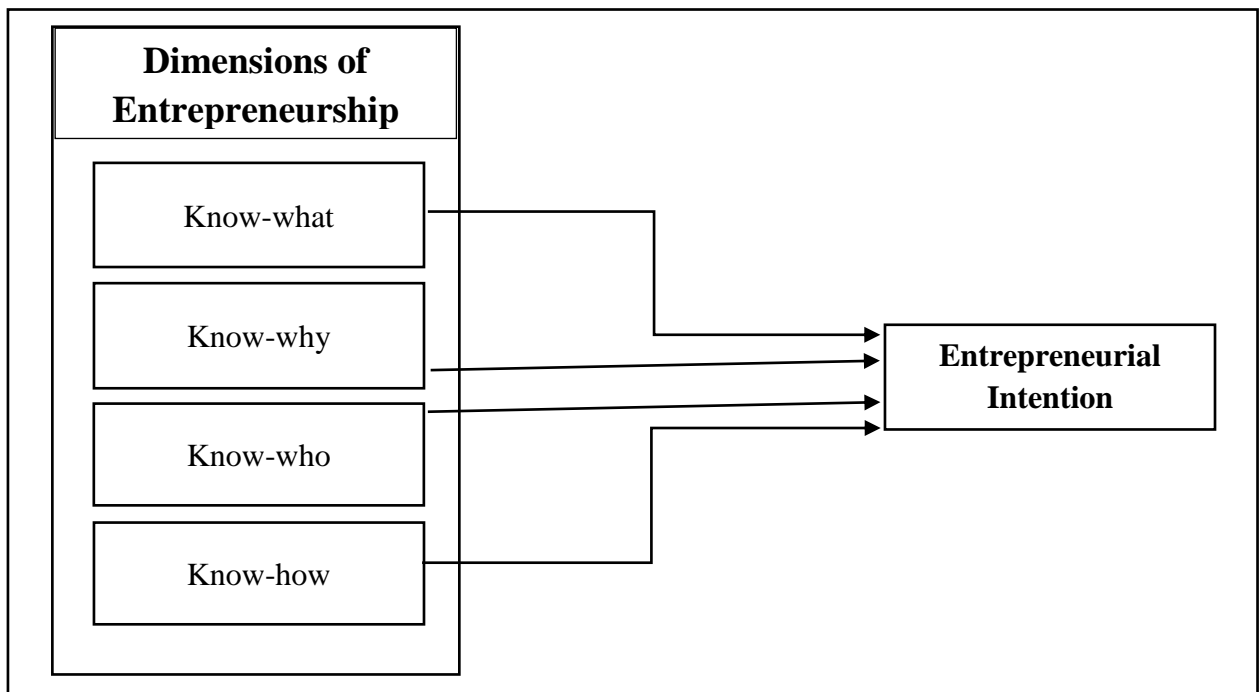 Dimensions of
Entrepreneurship
Know-what
Know-why
Know-who
Know-how
Entrepreneurial
Intention